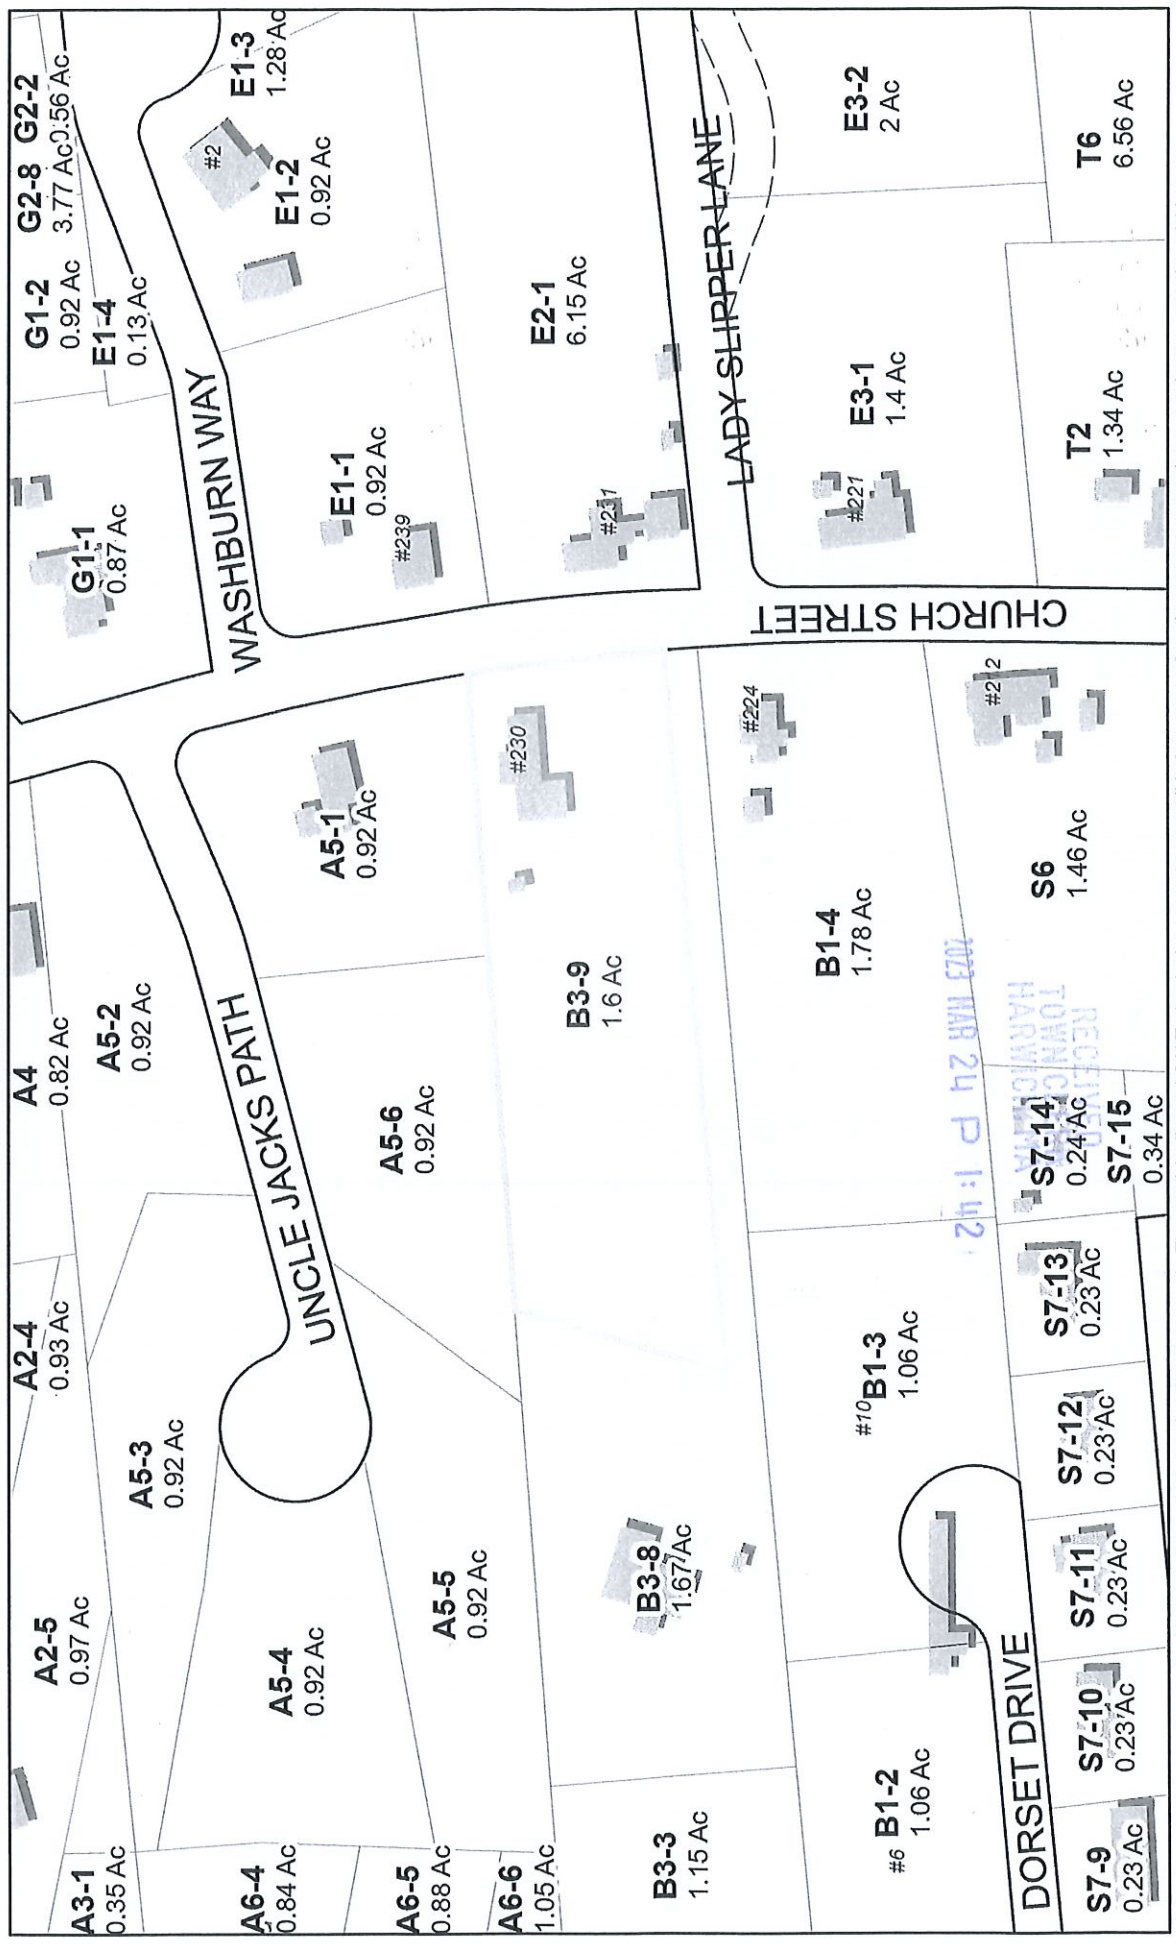 G2-2
0.56 Ac
G2-8
3.77 Ac
G1-2
0.92 Ac
E1-4
0.13 Ac
E1-3
1.28 Ac
#2
E1-2
0.92 Ac
G1-1
0.87 Ac
WASHBURN WAY
E1-1
0.92 Ac
#239
E2-1
6.15 Ac
#231
LADY SLIPPER LANE
E3-2
2 Ac
T6
6.56 Ac
E3-1
1.4 Ac
#221
T2
1.34 Ac
CHURCH STREET
A4
0.82 Ac
A5-2
0.92 Ac
UNCLE JACKS PATH
A5-1
0.92 Ac
#230
A5-6
0.92 Ac
B3-9
1.6 Ac
#224
B1-4
1.78 Ac
#212
S6
1.46 Ac
RECEIVED
TOWN CLERK
HARWICH MA
2023 MAR 24 P 1:42
S7-14
0.24 Ac
S7-15
0.34 Ac
A2-4
0.93 Ac
A5-3
0.92 Ac
A2-5
0.97 Ac
A5-4
0.92 Ac
A5-5
0.92 Ac
B3-8
1.67 Ac
#10 B1-3
1.06 Ac
S7-13
0.23 Ac
S7-12
0.23 Ac
S7-11
0.23 Ac
S7-10
0.23 Ac
S7-9
0.23 Ac
DORSET DRIVE
#6 B1-2
1.06 Ac
B3-3
1.15 Ac
A3-1
0.35 Ac
A6-4
0.84 Ac
A6-5
0.88 Ac
A6-6
1.05 Ac